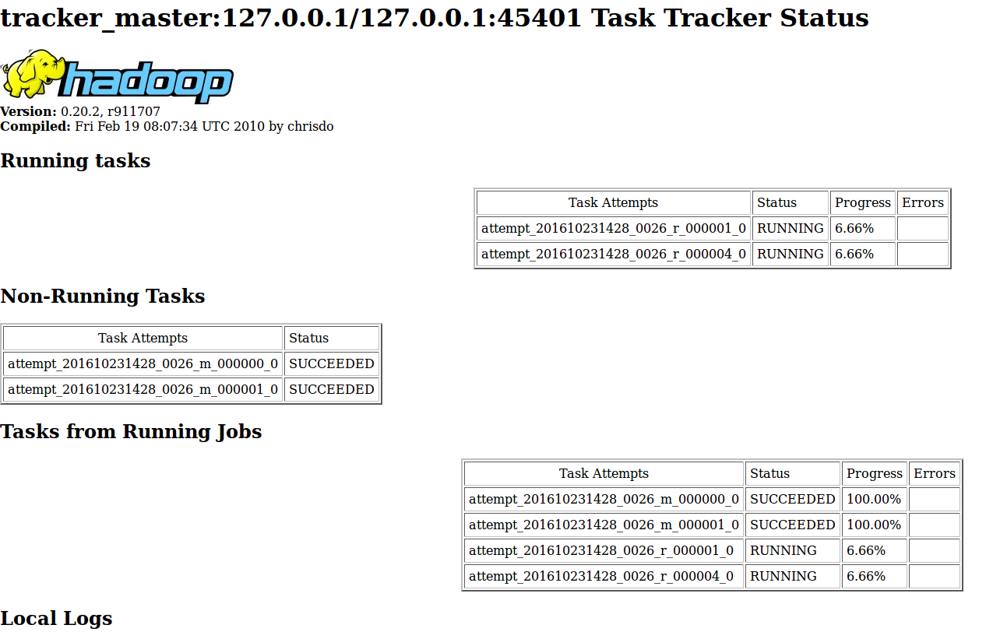 tracker_master:127.0.0.1/127.0.0.1:45401 Task Tracker Status
hadoop
Version: 0.20.2, r911707
Compiled: Fri Feb 19 08:07:34 UTC 2010 by chrisdo
Running tasks
Task Attempts Status Progress Errors
attempt_201610231428_0026_r_000001_0 RUNNING 6.66%
attempt_201610231428_0026_r_000004_0 RUNNING 6.66%
Non-Running Tasks
Task Attempts Status
attempt_201610231428_0026_m_000000_0 SUCCEEDED
attempt_201610231428_0026_m_000001_0 SUCCEEDED
Tasks from Running Jobs
Task Attempts Status Progress Errors
attempt_201610231428_0026_m_000000_0 SUCCEEDED 100.00%
attempt_201610231428_0026_m_000001_0 SUCCEEDED 100.00%
attempt_201610231428_0026_r_000001_0 RUNNING 6.66%
attempt_201610231428_0026_r_000004_0 RUNNING 6.66%
Local Logs